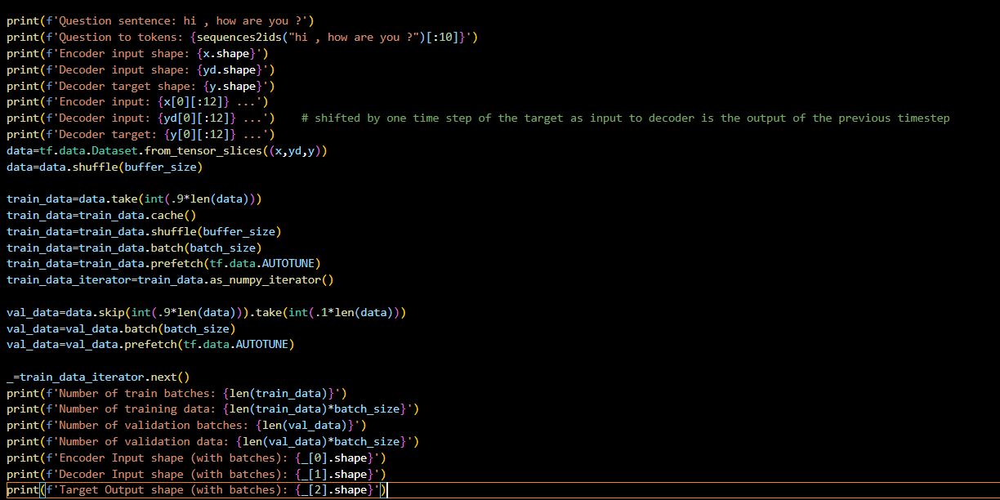 print(f'Question sentence: hi , how are you ?')
print(f'Question to tokens: {sequences2ids("hi , how are you ?")[:10]}')
print(f'Encoder input shape: {x.shape}')
print(f'Decoder input shape: {yd.shape}')
print(f'Decoder target shape: {y.shape}')
print(f'Encoder input: {x[0][:12]} ...')
print(f'Decoder input: {yd[0][:12]} ...')    # shifted by one time step of the target as input to decoder is the output of the previous timestep
print(f'Decoder target: {y[0][:12]} ...')
data=tf.data.Dataset.from_tensor_slices((x,yd,y))
data=data.shuffle(buffer_size)
train_data=data.take(int(.9*len(data)))
train_data=train_data.cache()
train_data=train_data.shuffle(buffer_size)
train_data=train_data.batch(batch_size)
train_data=train_data.prefetch(tf.data.AUTOTUNE)
train_data_iterator=train_data.as_numpy_iterator()
val_data=data.skip(int(.9*len(data))).take(int(.1*len(data)))
val_data=val_data.batch(batch_size)
val_data=val_data.prefetch(tf.data.AUTOTUNE)
_=train_data_iterator.next()
print(f'Number of train batches: {len(train_data)}')
print(f'Number of training data: {len(train_data)*batch_size}')
print(f'Number of validation batches: {len(val_data)}')
print(f'Number of validation data: {len(val_data)*batch_size}')
print(f'Encoder Input shape (with batches): {_[0].shape}')
print(f'Decoder Input shape (with batches): {_[1].shape}')
print(f'Target Output shape (with batches): {_[2].shape}')